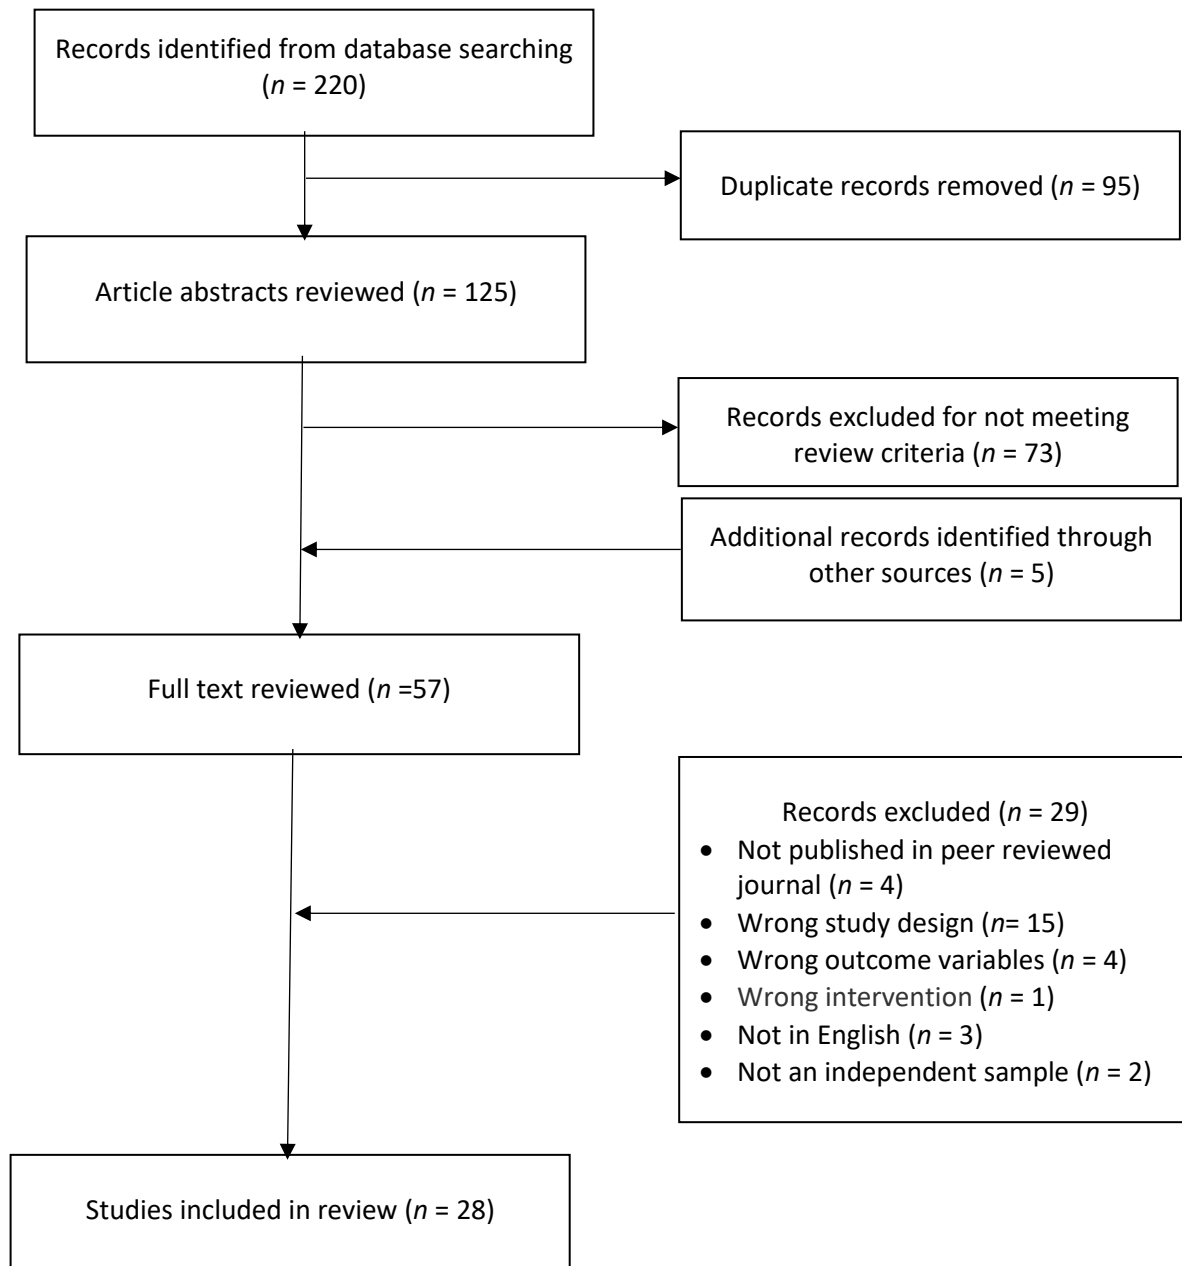 Records identified from database searching
(n = 220)
Duplicate records removed (n = 95)
Article abstracts reviewed (n = 125)
Records excluded for not meeting
review criteria (n = 73)
Additional records identified through
other sources (n = 5)
Full text reviewed (n =57)
Records excluded (n = 29)
• Not published in peer reviewed
journal (n = 4)
• Wrong study design (n= 15)
• Wrong outcome variables (n = 4)
• Wrong intervention (n = 1)
• Not in English (n = 3)
• Not an independent sample (n = 2)
Studies included in review (n = 28)